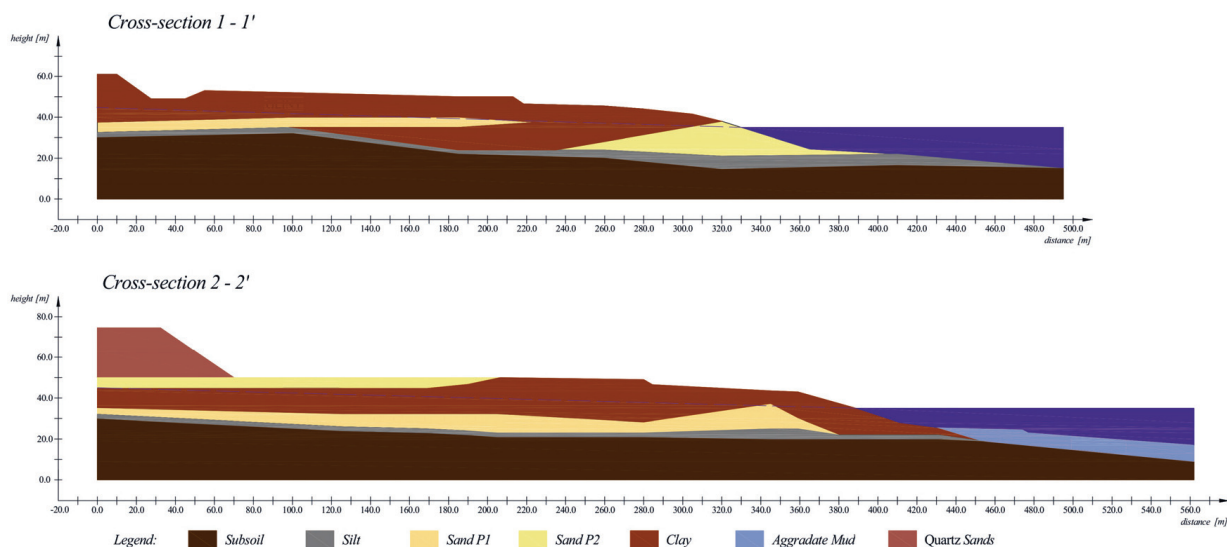 Cross-section 1 - 1'
height [m]
60.0
40.0
20.0
0.0
-20.0 0.0 20.0 40.0 60.0 80.0 100.0 120.0 140.0 160.0 180.0 200.0 220.0 240.0 260.0 280.0 300.0 320.0 340.0 360.0 380.0 400.0 420.0 440.0 460.0 480.0 500.0
distance [m]
Cross-section 2 - 2'
height [m]
80.0
60.0
40.0
20.0
0.0
-20.0 0.0 20.0 40.0 60.0 80.0 100.0 120.0 140.0 160.0 180.0 200.0 220.0 240.0 260.0 280.0 300.0 320.0 340.0 360.0 380.0 400.0 420.0 440.0 460.0 480.0 500.0 520.0 540.0 560.0
distance [m]
Legend: Subsoil Silt Sand P1 Sand P2 Clay Aggradate Mud Quartz Sands